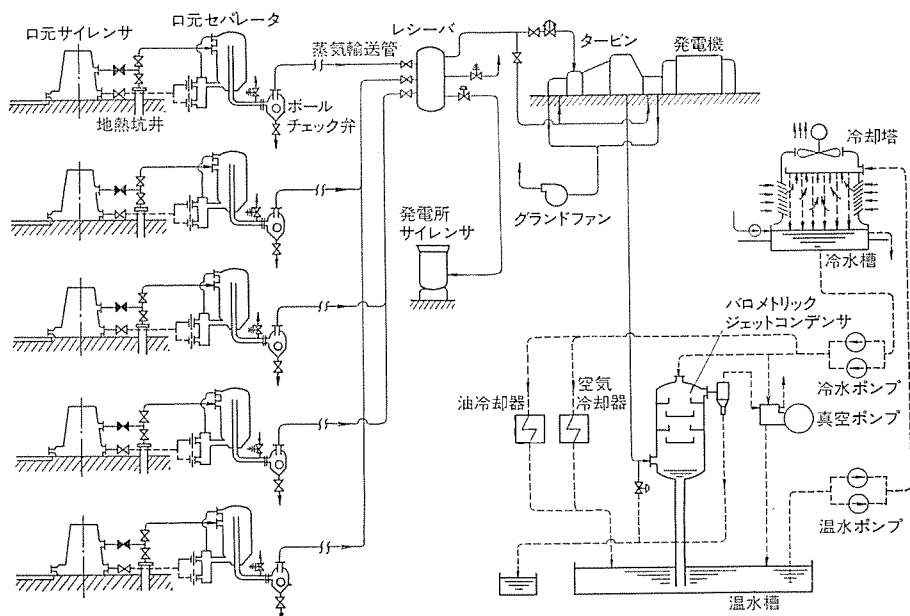 口元サイレンサ
口元セパレータ
地熱坑井
蒸気輸送管
ボール
チェック弁
レシーバ
タービン
発電機
グランドファン
発電所
サイレンサ
冷却塔
冷水槽
バロメトリック
ジェットコンデンサ
油冷却器
空気
冷却器
冷水ポンプ
真空ポンプ
温水ポンプ
温水槽